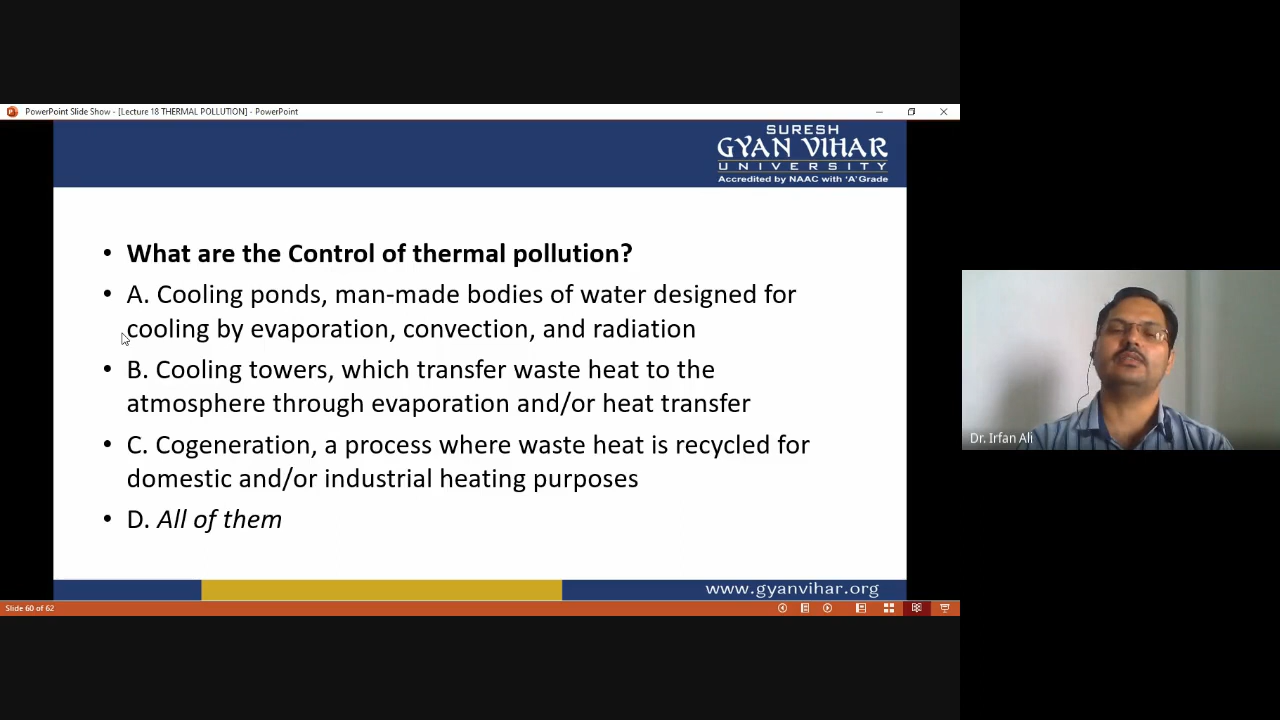 PowerPoint Slide Show - [Lecture 18 THERMAL POLLUTION] - PowerPoint
SURESH
GYAN VIHAR
UNIVERSITY
Accredited by NAAC with 'A' Grade
• What are the Control of thermal pollution?
• A. Cooling ponds, man-made bodies of water designed for
cooling by evaporation, convection, and radiation
• B. Cooling towers, which transfer waste heat to the
atmosphere through evaporation and/or heat transfer
• C. Cogeneration, a process where waste heat is recycled for
domestic and/or industrial heating purposes
• D. All of them
www.gyanvihar.org
Slide 60 of 62
Dr. Irfan Ali